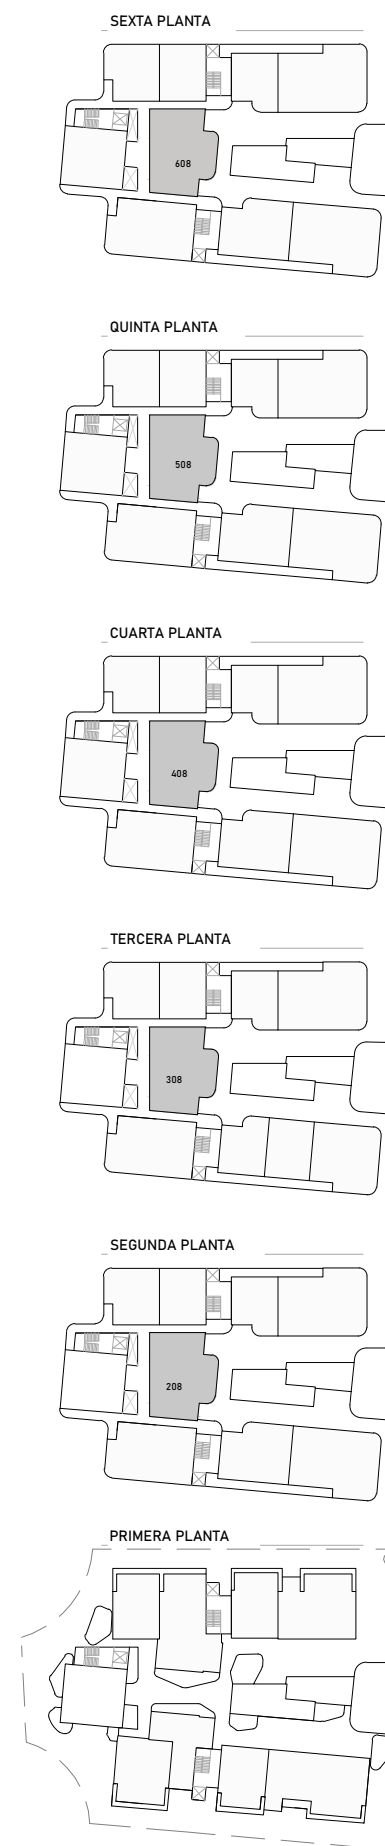 SEXTA PLANTA
608
QUINTA PLANTA
508
CUARTA PLANTA
408
TERCERA PLANTA
308
SEGUNDA PLANTA
208
PRIMERA PLANTA